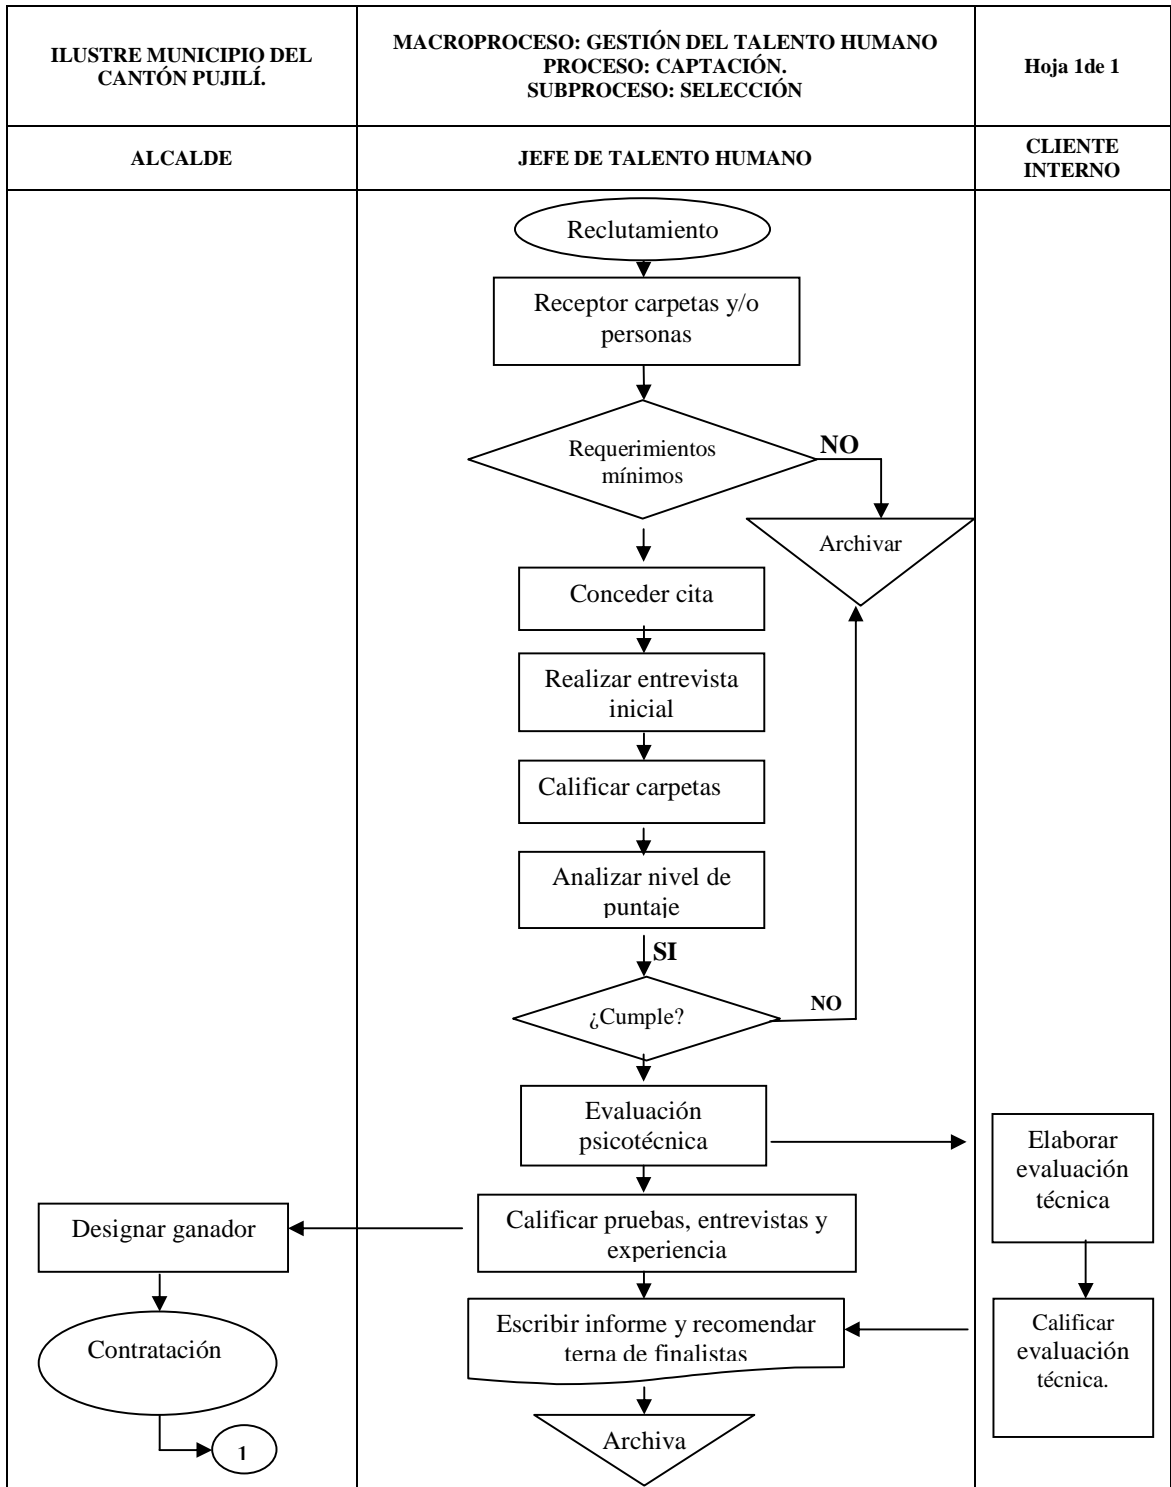 ILUSTRE MUNICIPIO DEL
CANTÓN PUJILÍ.
MACROPROCESO: GESTIÓN DEL TALENTO HUMANO
PROCESO: CAPTACIÓN.
SUBPROCESO: SELECCIÓN
Hoja 1de 1
ALCALDE
JEFE DE TALENTO HUMANO
CLIENTE
INTERNO
Reclutamiento
Receptor carpetas y/o
personas
Requerimientos
mínimos
NO
Archivar
Conceder cita
Realizar entrevista
inicial
Calificar carpetas
Analizar nivel de
puntaje
SI
¿Cumple?
NO
Evaluación
psicotécnica
Elaborar
evaluación
técnica
Designar ganador
Calificar pruebas, entrevistas y
experiencia
Contratación
Escribir informe y recomendar
terna de finalistas
Calificar
evaluación
técnica.
Archiva
1